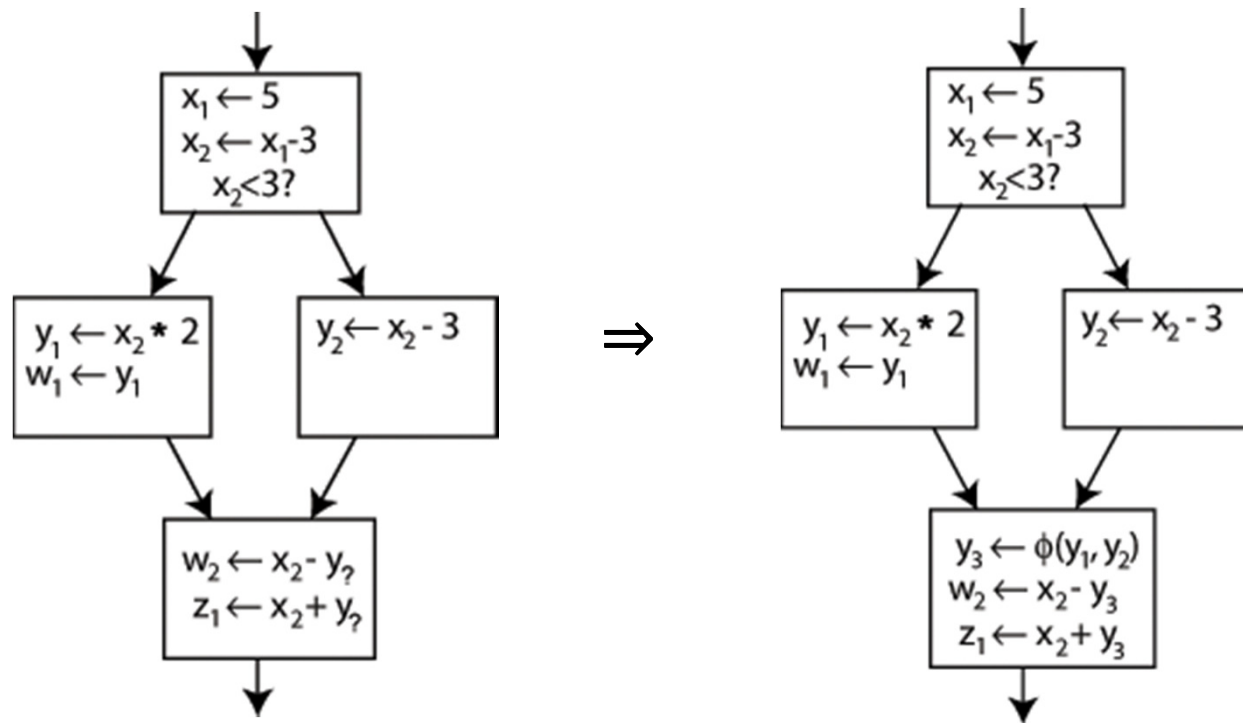 x₁ ← 5
x₂ ← x₁-3
x₂<3?
y₁ ← x₂ * 2
w₁ ← y₁
y₂ ← x₂ - 3
w₂ ← x₂ - y?
z₁ ← x₂ + y?
⇒
x₁ ← 5
x₂ ← x₁-3
x₂<3?
y₁ ← x₂ * 2
w₁ ← y₁
y₂ ← x₂ - 3
y₃ ← ϕ(y₁, y₂)
w₂ ← x₂ - y₃
z₁ ← x₂ + y₃